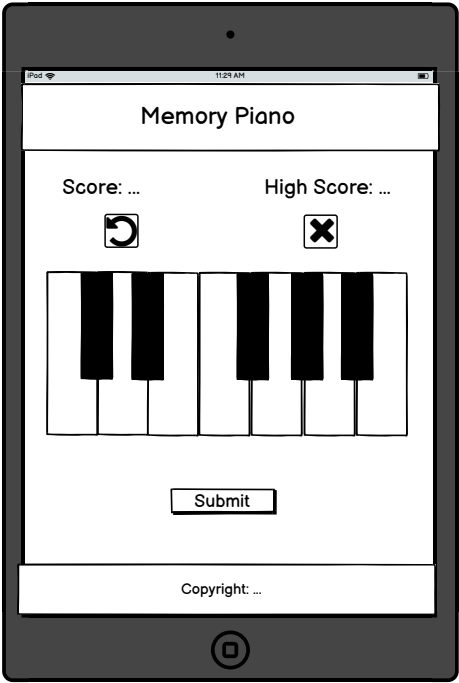 iPad 11:29 AM
Memory Piano
Score: ... High Score: ...
Submit
Copyright: ...